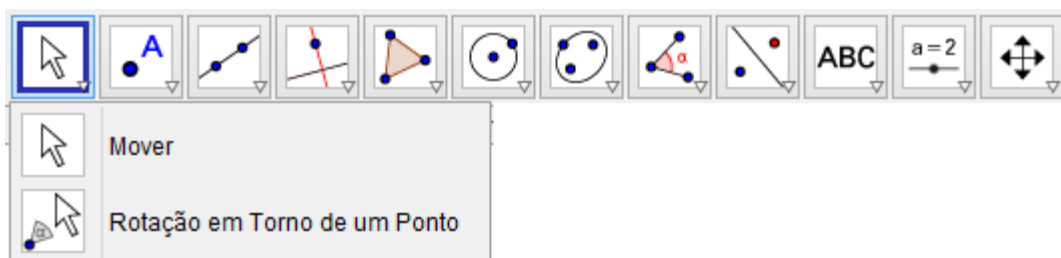 A
α
ABC
a=2
Mover
α
Rotação em Torno de um Ponto